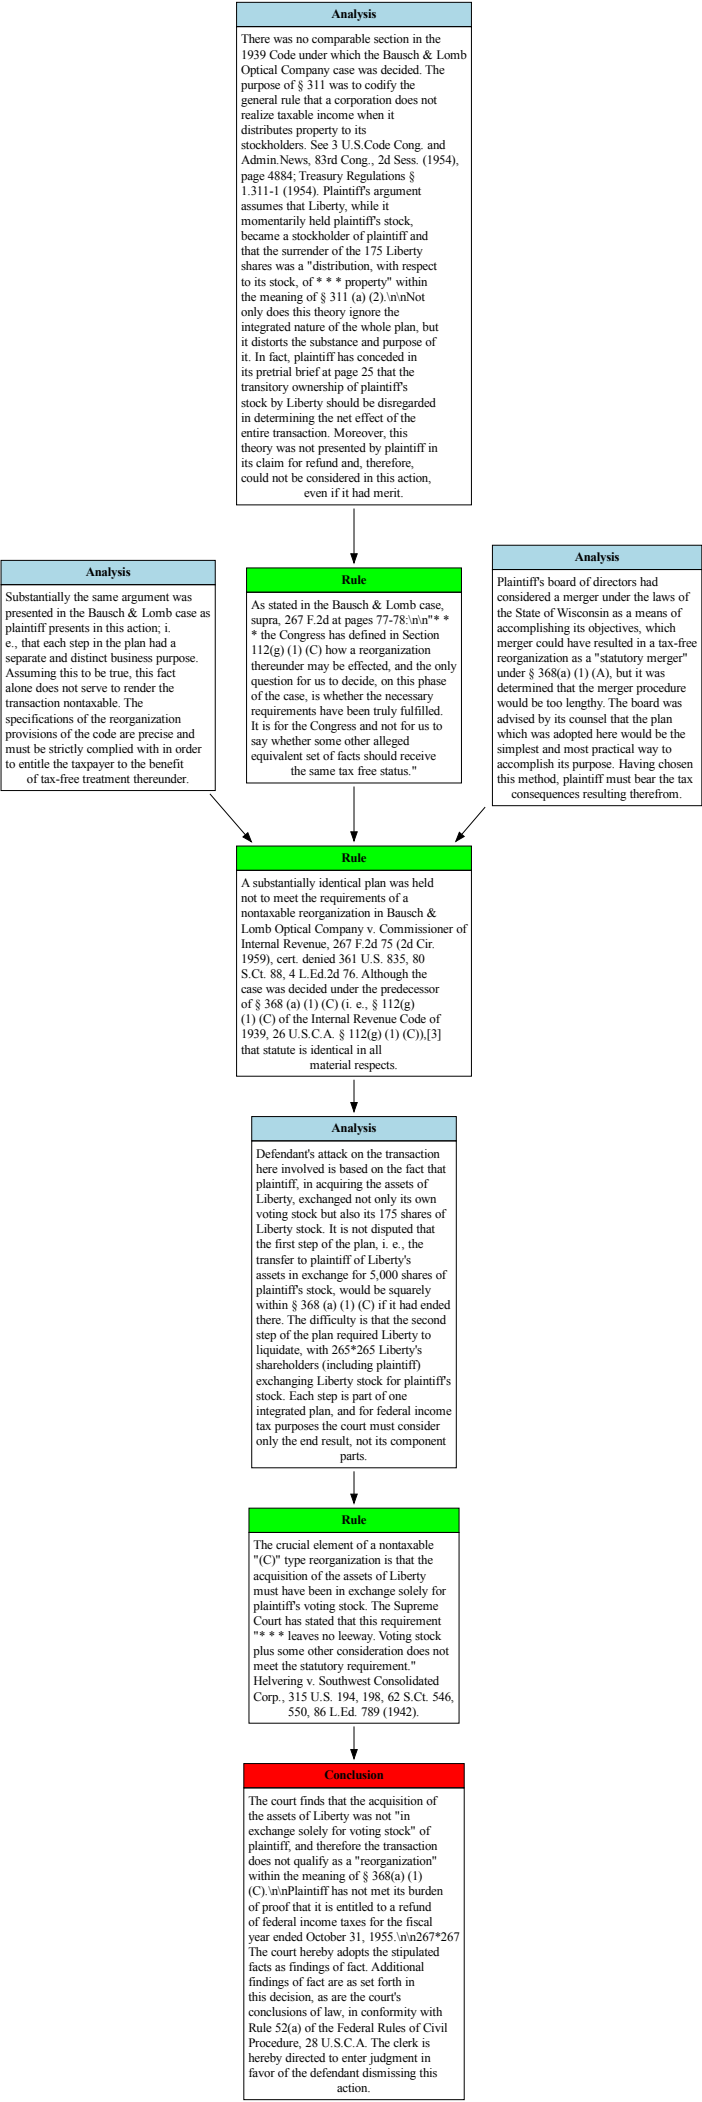 Analysis
There was no comparable section in the
1939 Code under which the Bausch & Lomb
Optical Company case was decided. The
purpose of § 311 was to codify the
general rule that a corporation does not
realize taxable income when it
distributes property to its
stockholders. See 3 U.S.Code Cong. and
Admin.News, 83rd Cong., 2d Sess. (1954),
page 4884; Treasury Regulations §
1.311-1 (1954). Plaintiff's argument
assumes that Liberty, while it
momentarily held plaintiff's stock,
became a stockholder of plaintiff and
that the surrender of the 175 Liberty
shares was a "distribution, with respect
to its stock, of * * * property" within
the meaning of § 311 (a) (2).\n\nNot
only does this theory ignore the
integrated nature of the whole plan, but
it distorts the substance and purpose of
it. In fact, plaintiff has conceded in
its pretrial brief at page 25 that the
transitory ownership of plaintiff's
stock by Liberty should be disregarded
in determining the net effect of the
entire transaction. Moreover, this
theory was not presented by plaintiff in
its claim for refund and, therefore,
could not be considered in this action,
even if it had merit.
Analysis
Substantially the same argument was
presented in the Bausch & Lomb case as
plaintiff presents in this action; i.
e., that each step in the plan had a
separate and distinct business purpose.
Assuming this to be true, this fact
alone does not serve to render the
transaction nontaxable. The
specifications of the reorganization
provisions of the code are precise and
must be strictly complied with in order
to entitle the taxpayer to the benefit
of tax-free treatment thereunder.
Rule
As stated in the Bausch & Lomb case,
supra, 267 F.2d at pages 77-78:\n\n"* *
* the Congress has defined in Section
112(g) (1) (C) how a reorganization
thereunder may be effected, and the only
question for us to decide, on this phase
of the case, is whether the necessary
requirements have been truly fulfilled.
It is for the Congress and not for us to
say whether some other alleged
equivalent set of facts should receive
the same tax free status."
Analysis
Plaintiff's board of directors had
considered a merger under the laws of
the State of Wisconsin as a means of
accomplishing its objectives, which
merger could have resulted in a tax-free
reorganization as a "statutory merger"
under § 368(a) (1) (A), but it was
determined that the merger procedure
would be too lengthy. The board was
advised by its counsel that the plan
which was adopted here would be the
simplest and most practical way to
accomplish its purpose. Having chosen
this method, plaintiff must bear the tax
consequences resulting therefrom.
Rule
A substantially identical plan was held
not to meet the requirements of a
nontaxable reorganization in Bausch &
Lomb Optical Company v. Commissioner of
Internal Revenue, 267 F.2d 75 (2d Cir.
1959), cert. denied 361 U.S. 835, 80
S.Ct. 88, 4 L.Ed.2d 76. Although the
case was decided under the predecessor
of § 368 (a) (1) (C) (i. e., § 112(g)
(1) (C) of the Internal Revenue Code of
1939, 26 U.S.C.A. § 112(g) (1) (C)),[3]
that statute is identical in all
material respects.
Analysis
Defendant's attack on the transaction
here involved is based on the fact that
plaintiff, in acquiring the assets of
Liberty, exchanged not only its own
voting stock but also its 175 shares of
Liberty stock. It is not disputed that
the first step of the plan, i. e., the
transfer to plaintiff of Liberty's
assets in exchange for 5,000 shares of
plaintiff's stock, would be squarely
within § 368 (a) (1) (C) if it had ended
there. The difficulty is that the second
step of the plan required Liberty to
liquidate, with 265*265 Liberty's
shareholders (including plaintiff)
exchanging Liberty stock for plaintiff's
stock. Each step is part of one
integrated plan, and for federal income
tax purposes the court must consider
only the end result, not its component
parts.
Rule
The crucial element of a nontaxable
"(C)" type reorganization is that the
acquisition of the assets of Liberty
must have been in exchange solely for
plaintiff's voting stock. The Supreme
Court has stated that this requirement
"* * * leaves no leeway. Voting stock
plus some other consideration does not
meet the statutory requirement."
Helvering v. Southwest Consolidated
Corp., 315 U.S. 194, 198, 62 S.Ct. 546,
550, 86 L.Ed. 789 (1942).
Conclusion
The court finds that the acquisition of
the assets of Liberty was not "in
exchange solely for voting stock" of
plaintiff, and therefore the transaction
does not qualify as a "reorganization"
within the meaning of § 368(a) (1)
(C).\n\nPlaintiff has not met its burden
of proof that it is entitled to a refund
of federal income taxes for the fiscal
year ended October 31, 1955.\n\n267*267
The court hereby adopts the stipulated
facts as findings of fact. Additional
findings of fact are as set forth in
this decision, as are the court's
conclusions of law, in conformity with
Rule 52(a) of the Federal Rules of Civil
Procedure, 28 U.S.C.A. The clerk is
hereby directed to enter judgment in
favor of the defendant dismissing this
action.